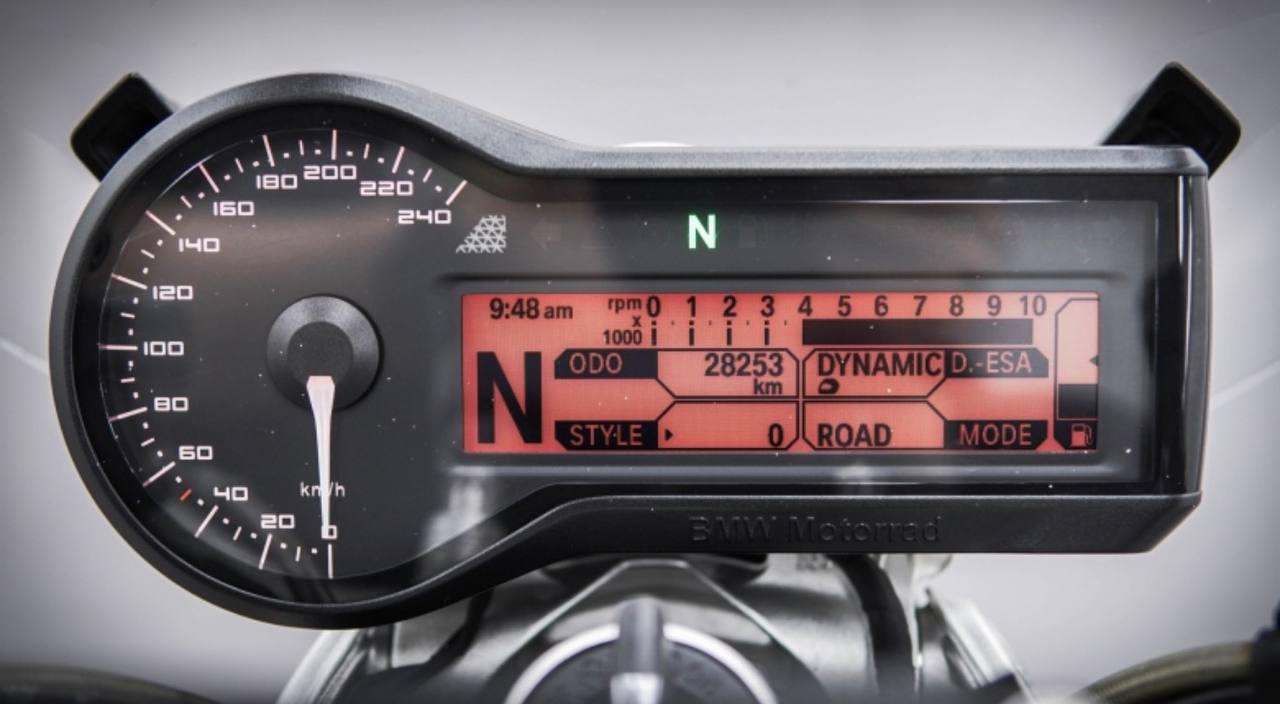 180 200 220
160 240
140
120
100
80
60
40
20
0
km/h
N
9:48 am
rpm x 1000
0 1 2 3 4 5 6 7 8 9 10
N
ODO 28253 km
DYNAMIC D.-ESA
STYLE 0
ROAD MODE
BMW Motorrad